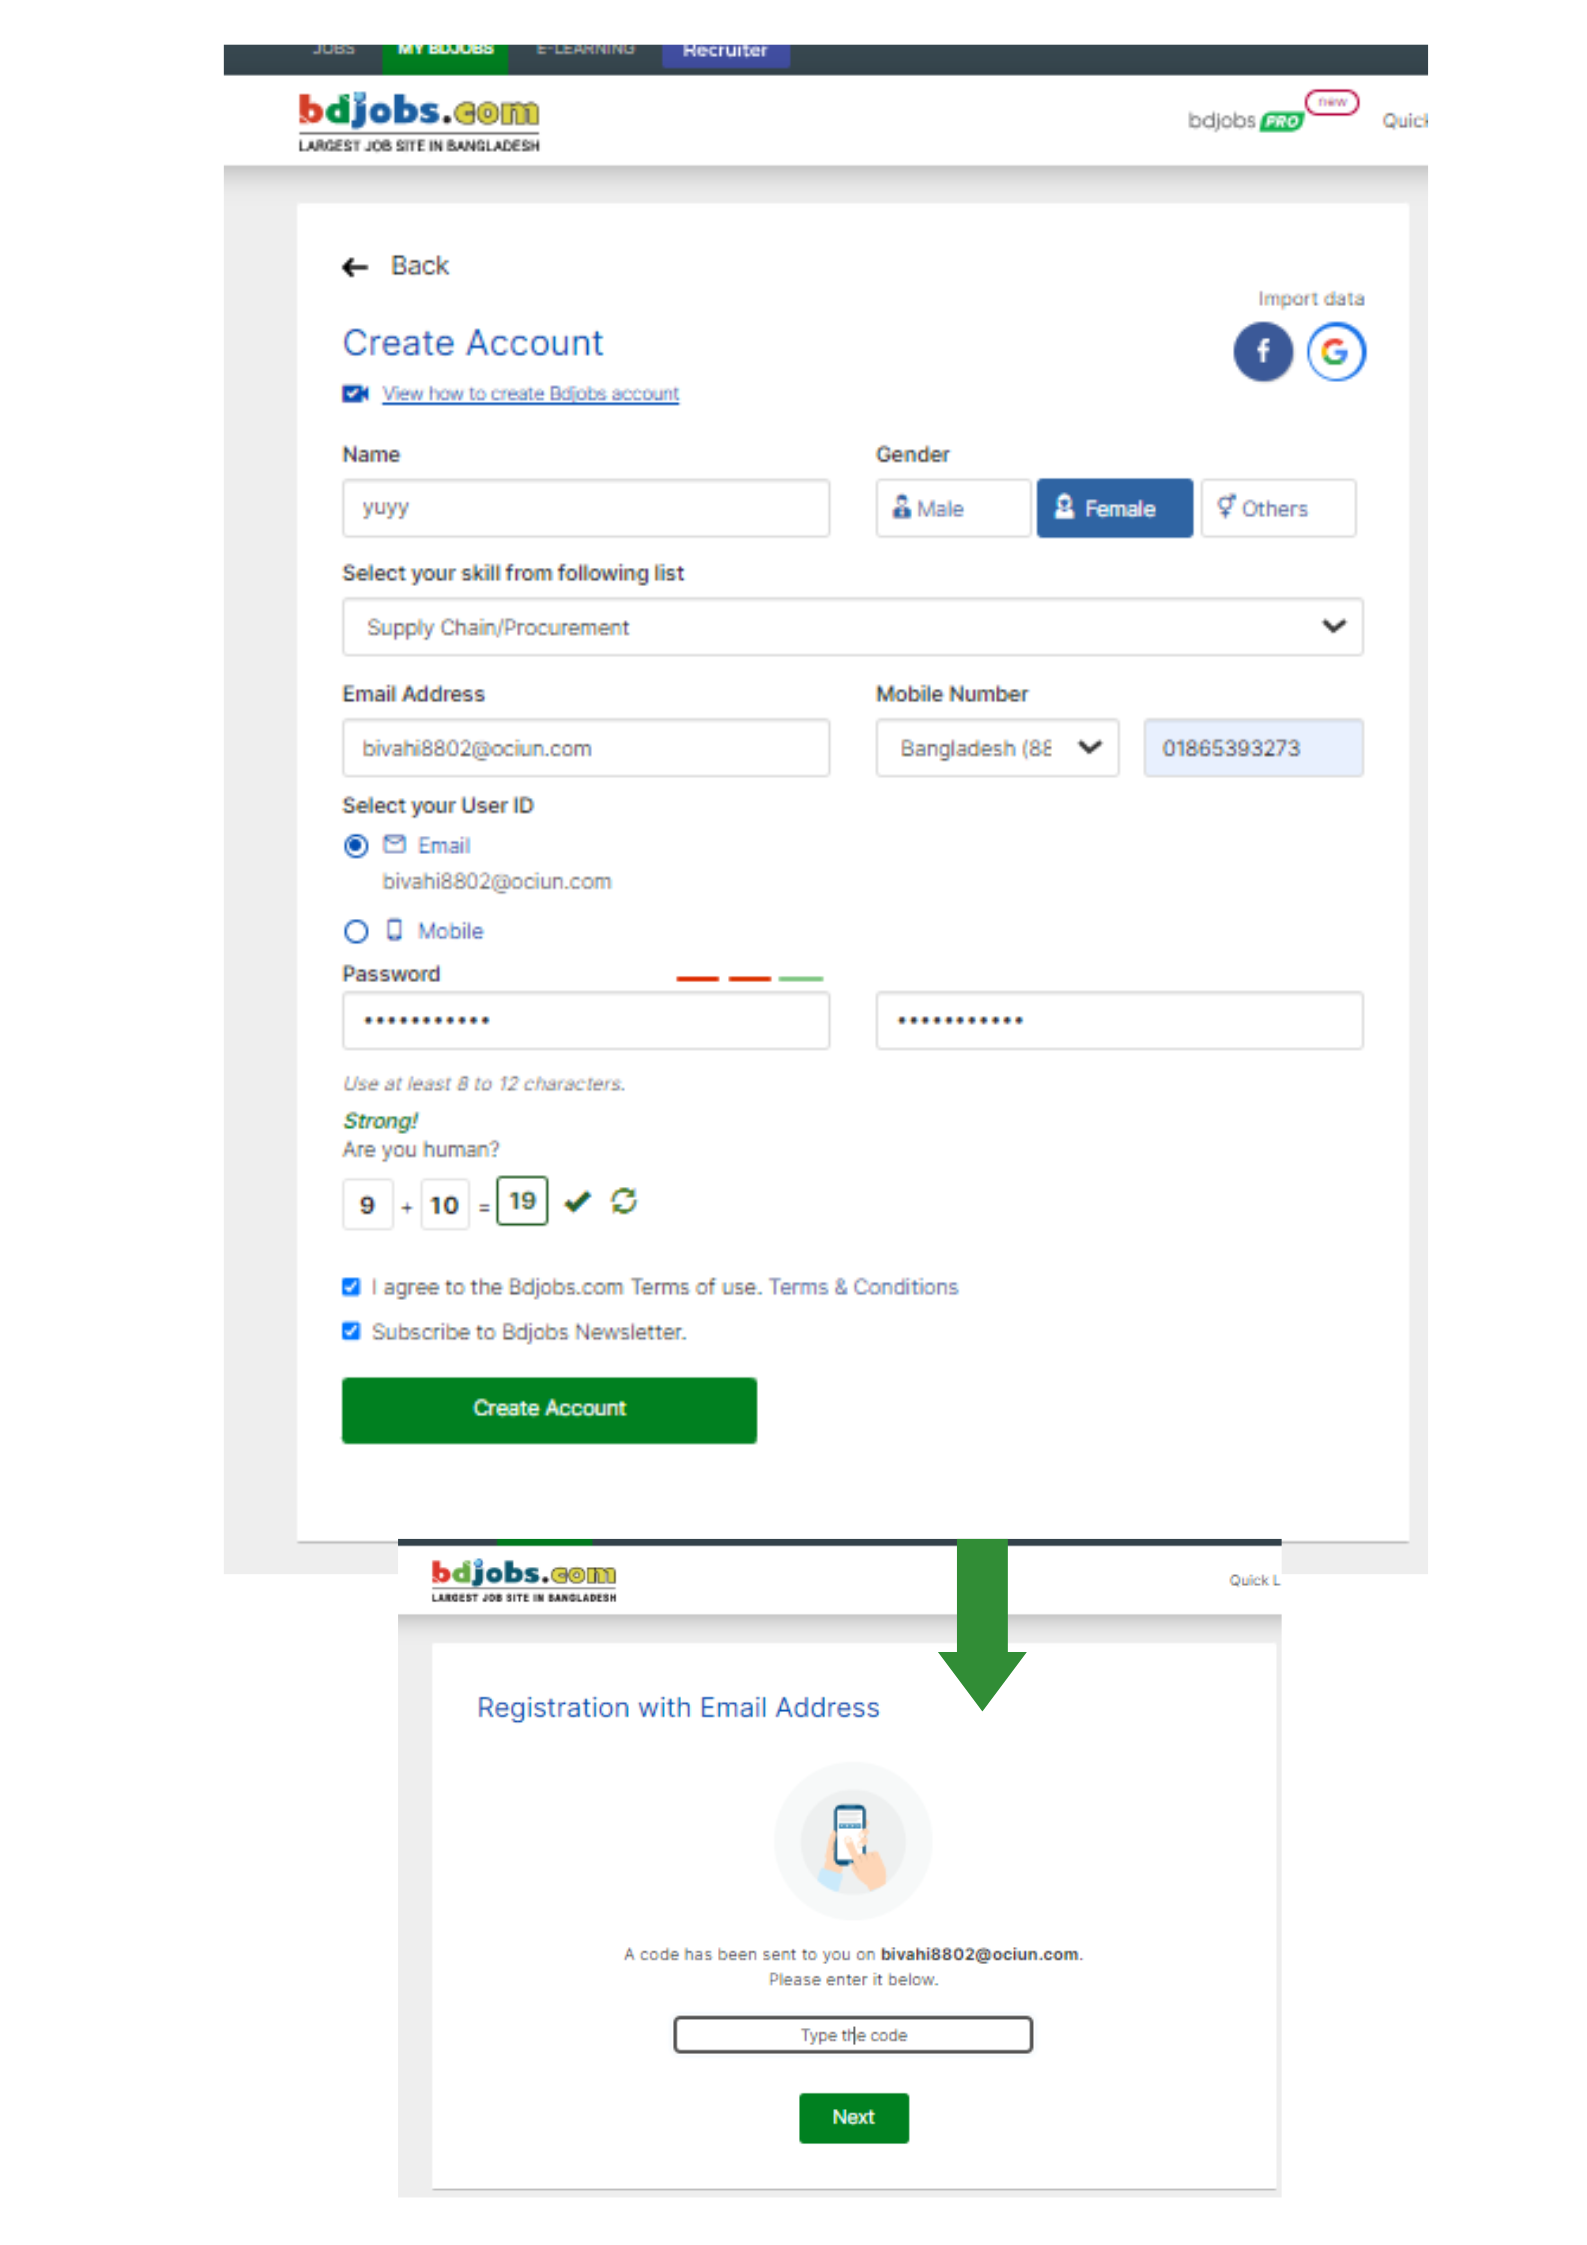 JOBS MY BDJOBS E-LEARNING Recruiter
bdjobs.com
LARGEST JOB SITE IN BANGLADESH
bdjobs PRO new Quick
← Back
Import data
Create Account
f G
View how to create Bdjobs account
Name Gender
yuyy Male Female Others
Select your skill from following list
Supply Chain/Procurement
Email Address Mobile Number
bivahi8802@ociun.com Bangladesh (88 01865393273
Select your User ID
Email
bivahi8802@ociun.com
Mobile
Password
••••••••••• •••••••••••
Use at least 8 to 12 characters.
Strong!
Are you human?
9 + 10 = 19
I agree to the Bdjobs.com Terms of use. Terms & Conditions
Subscribe to Bdjobs Newsletter.
Create Account
bdjobs.com
LARGEST JOB SITE IN BANGLADESH
Quick L
Registration with Email Address
A code has been sent to you on bivahi8802@ociun.com.
Please enter it below.
Type the code
Next